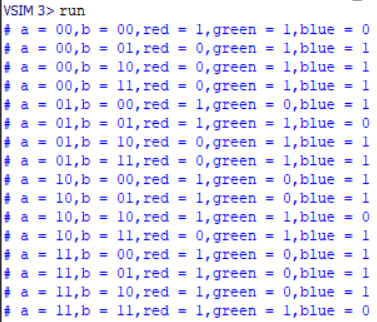 VSIM 3> run
# a = 00,b = 00,red = 1,green = 1,blue = 0
# a = 00,b = 01,red = 0,green = 1,blue = 1
# a = 00,b = 10,red = 0,green = 1,blue = 1
# a = 00,b = 11,red = 0,green = 1,blue = 1
# a = 01,b = 00,red = 1,green = 0,blue = 1
# a = 01,b = 01,red = 1,green = 1,blue = 0
# a = 01,b = 10,red = 0,green = 1,blue = 1
# a = 01,b = 11,red = 0,green = 1,blue = 1
# a = 10,b = 00,red = 1,green = 0,blue = 1
# a = 10,b = 01,red = 1,green = 0,blue = 1
# a = 10,b = 10,red = 1,green = 1,blue = 0
# a = 10,b = 11,red = 0,green = 1,blue = 1
# a = 11,b = 00,red = 1,green = 0,blue = 1
# a = 11,b = 01,red = 1,green = 0,blue = 1
# a = 11,b = 10,red = 1,green = 0,blue = 1
# a = 11,b = 11,red = 1,green = 1,blue = 0